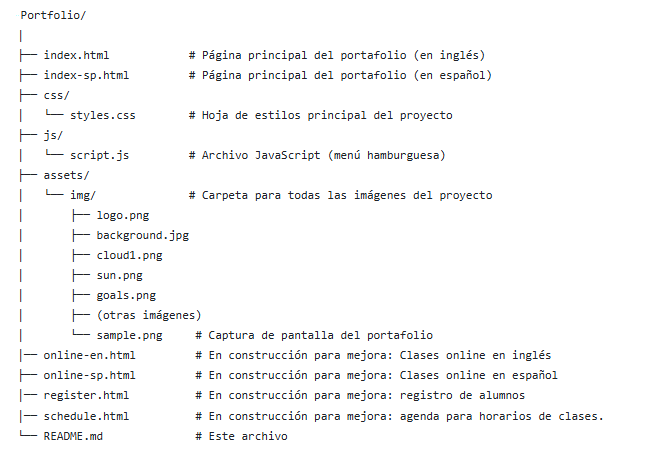 Portfolio/
│
├── index.html # Página principal del portafolio (en inglés)
├── index-sp.html # Página principal del portafolio (en español)
├── css/
│ └── styles.css # Hoja de estilos principal del proyecto
├── js/
│ └── script.js # Archivo JavaScript (menú hamburguesa)
├── assets/
│ └── img/ # Carpeta para todas las imágenes del proyecto
│ ├── logo.png
│ ├── background.jpg
│ ├── cloud1.png
│ ├── sun.png
│ ├── goals.png
│ ├── (otras imágenes)
│ └── sample.png # Captura de pantalla del portafolio
|── online-en.html # En construcción para mejora: Clases online en inglés
├── online-sp.html # En construcción para mejora: Clases online en español
|── register.html # En construcción para mejora: registro de alumnos
|── schedule.html # En construcción para mejora: agenda para horarios de clases.
└── README.md # Este archivo